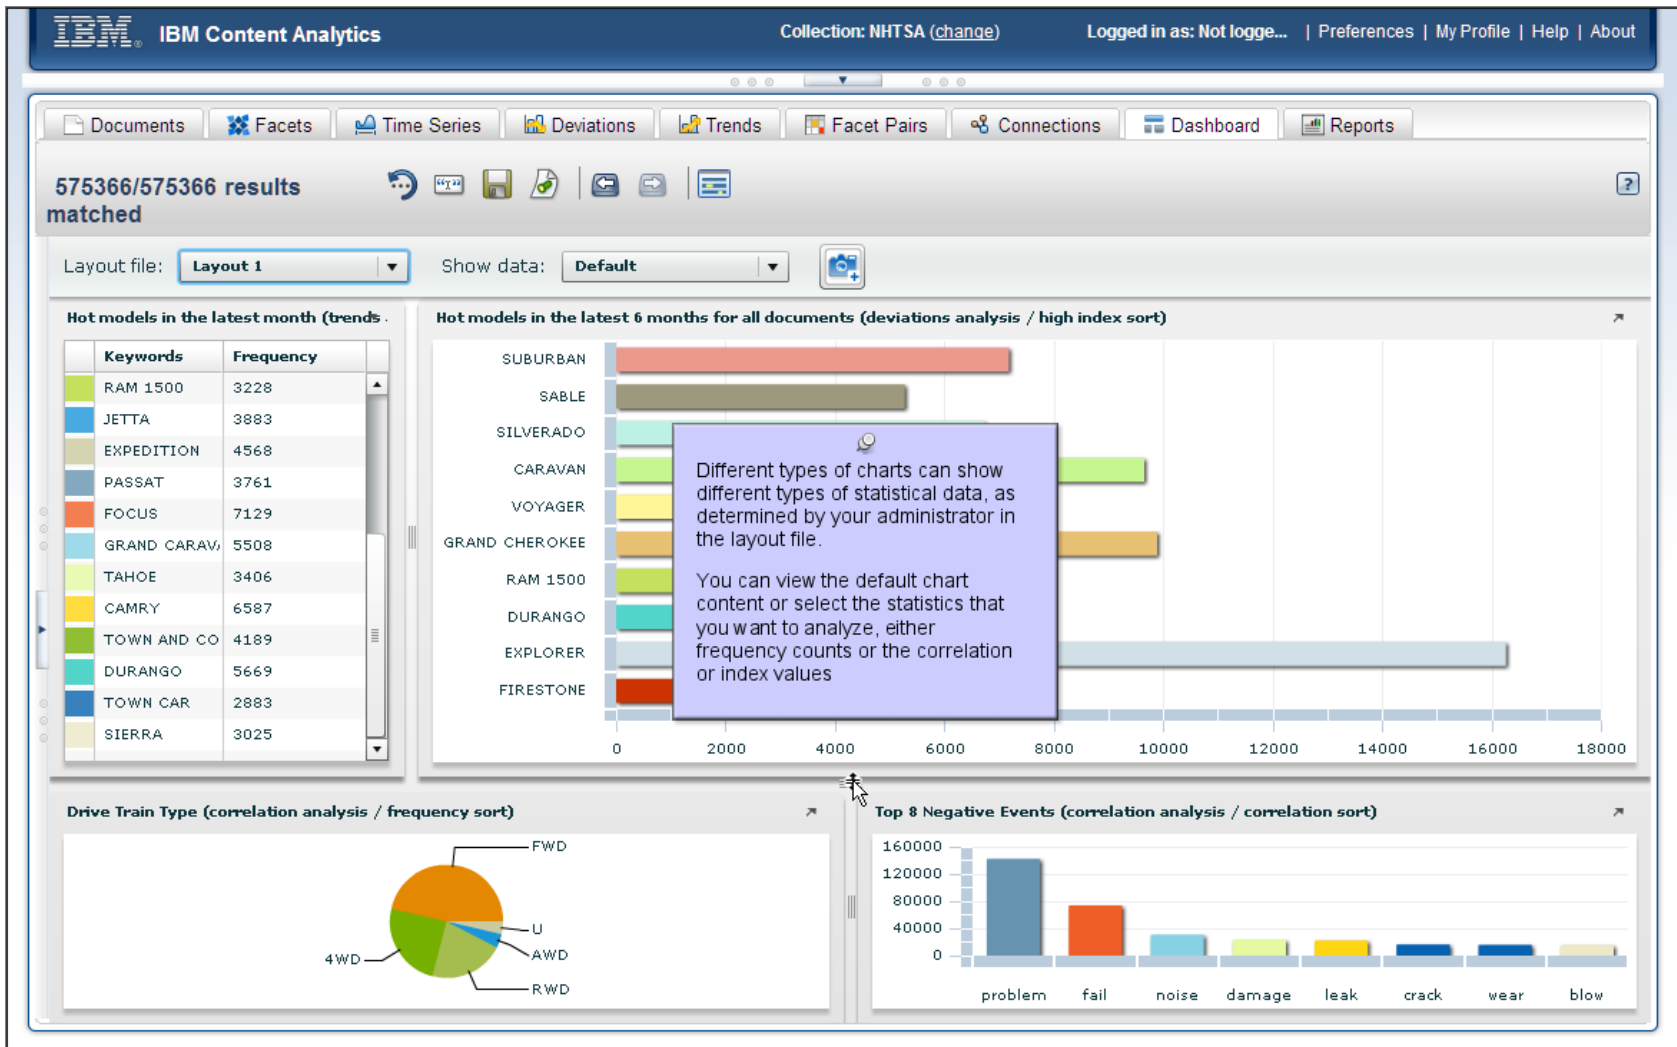 IBM® IBM Content Analytics
Collection: NHTSA (change)
Logged in as: Not logge... | Preferences | My Profile | Help | About
Documents
Facets
Time Series
Deviations
Trends
Facet Pairs
Connections
Dashboard
Reports
575366/575366 results
matched
?
Layout file:
Layout 1
Show data:
Default
Hot models in the latest month (trends
Keywords Frequency
RAM 1500 3228
JETTA 3883
EXPEDITION 4568
PASSAT 3761
FOCUS 7129
GRAND CARAV 5508
TAHOE 3406
CAMRY 6587
TOWN AND CO 4189
DURANGO 5669
TOWN CAR 2883
SIERRA 3025
Hot models in the latest 6 months for all documents (deviations analysis / high index sort)
SUBURBAN
SABLE
SILVERADO
CARAVAN
VOYAGER
GRAND CHEROKEE
RAM 1500
DURANGO
EXPLORER
FIRESTONE
0 2000 4000 6000 8000 10000 12000 14000 16000 18000
Different types of charts can show
different types of statistical data, as
determined by your administrator in
the layout file.
You can view the default chart
content or select the statistics that
you want to analyze, either
frequency counts or the correlation
or index values
Drive Train Type (correlation analysis / frequency sort)
FWD
U
AWD
4WD
RWD
Top 8 Negative Events (correlation analysis / correlation sort)
160000
120000
80000
40000
0
problem fail noise damage leak crack wear blow